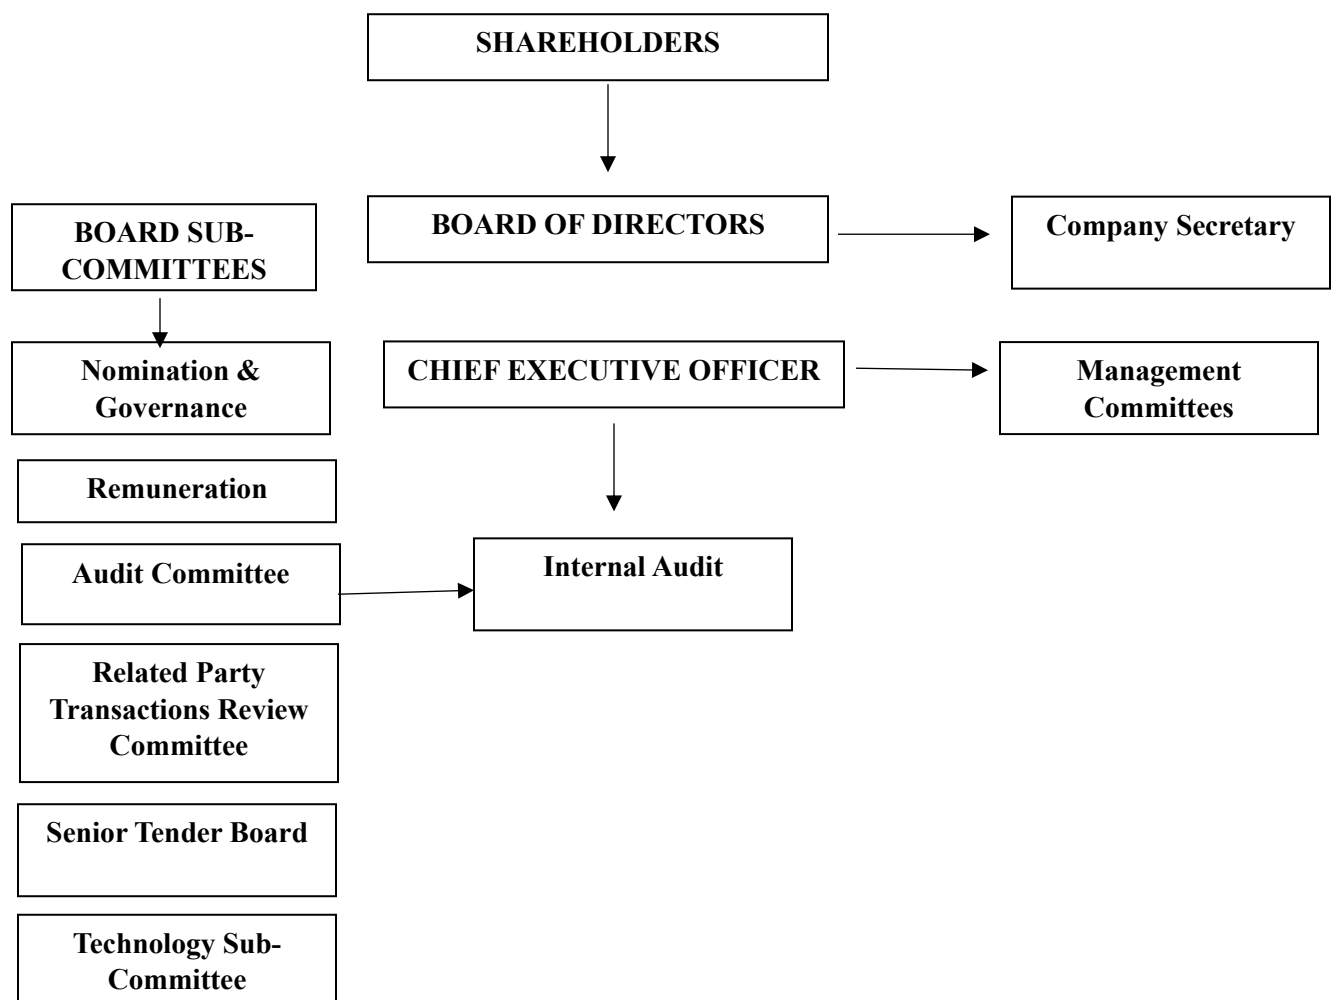 SHAREHOLDERS
BOARD SUB-
COMMITTEES
BOARD OF DIRECTORS
Company Secretary
Nomination &
Governance
CHIEF EXECUTIVE OFFICER
Management
Committees
Remuneration
Audit Committee
Internal Audit
Related Party
Transactions Review
Committee
Senior Tender Board
Technology Sub-
Committee